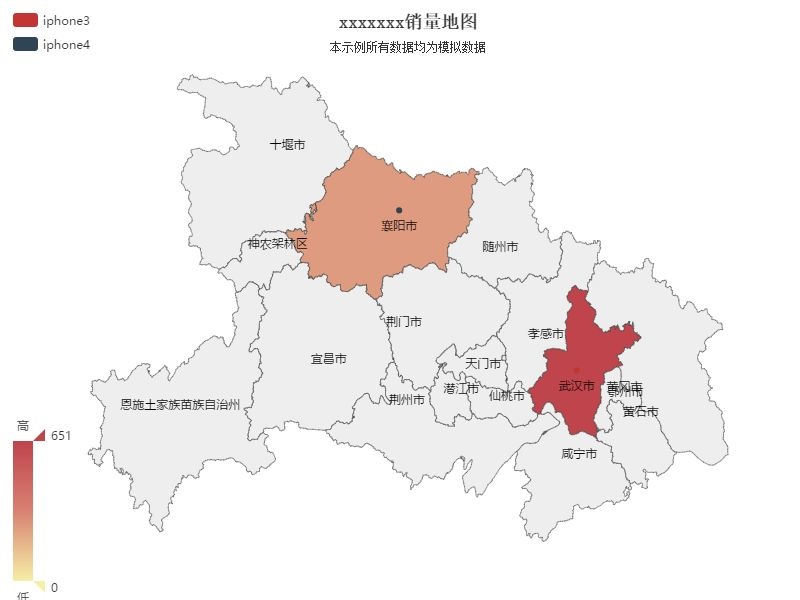 iphone3
iphone4
xxxxxxx销量地图
本示例所有数据均为模拟数据
十堰市
襄阳市
神农架林区
随州市
荆门市
孝感市
宜昌市
天门市
武汉市
黄冈市
潜江市
仙桃市
鄂州市
荆州市
恩施土家族苗族自治州
黄石市
咸宁市
高
651
0
低